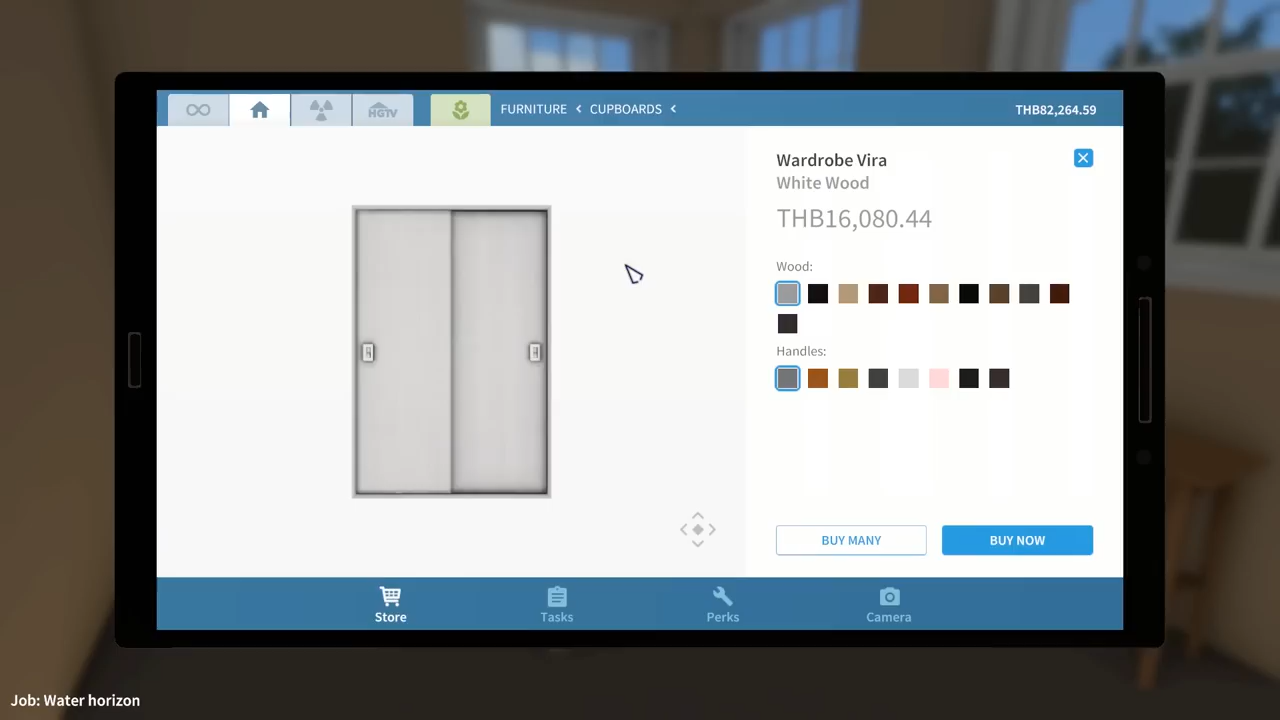 HGTV
FURNITURE < CUPBOARDS <
THB82,264.59
Wardrobe Vira
White Wood
THB16,080.44
Wood:
Handles:
BUY MANY
BUY NOW
Store
Tasks
Perks
Camera
Job: Water horizon